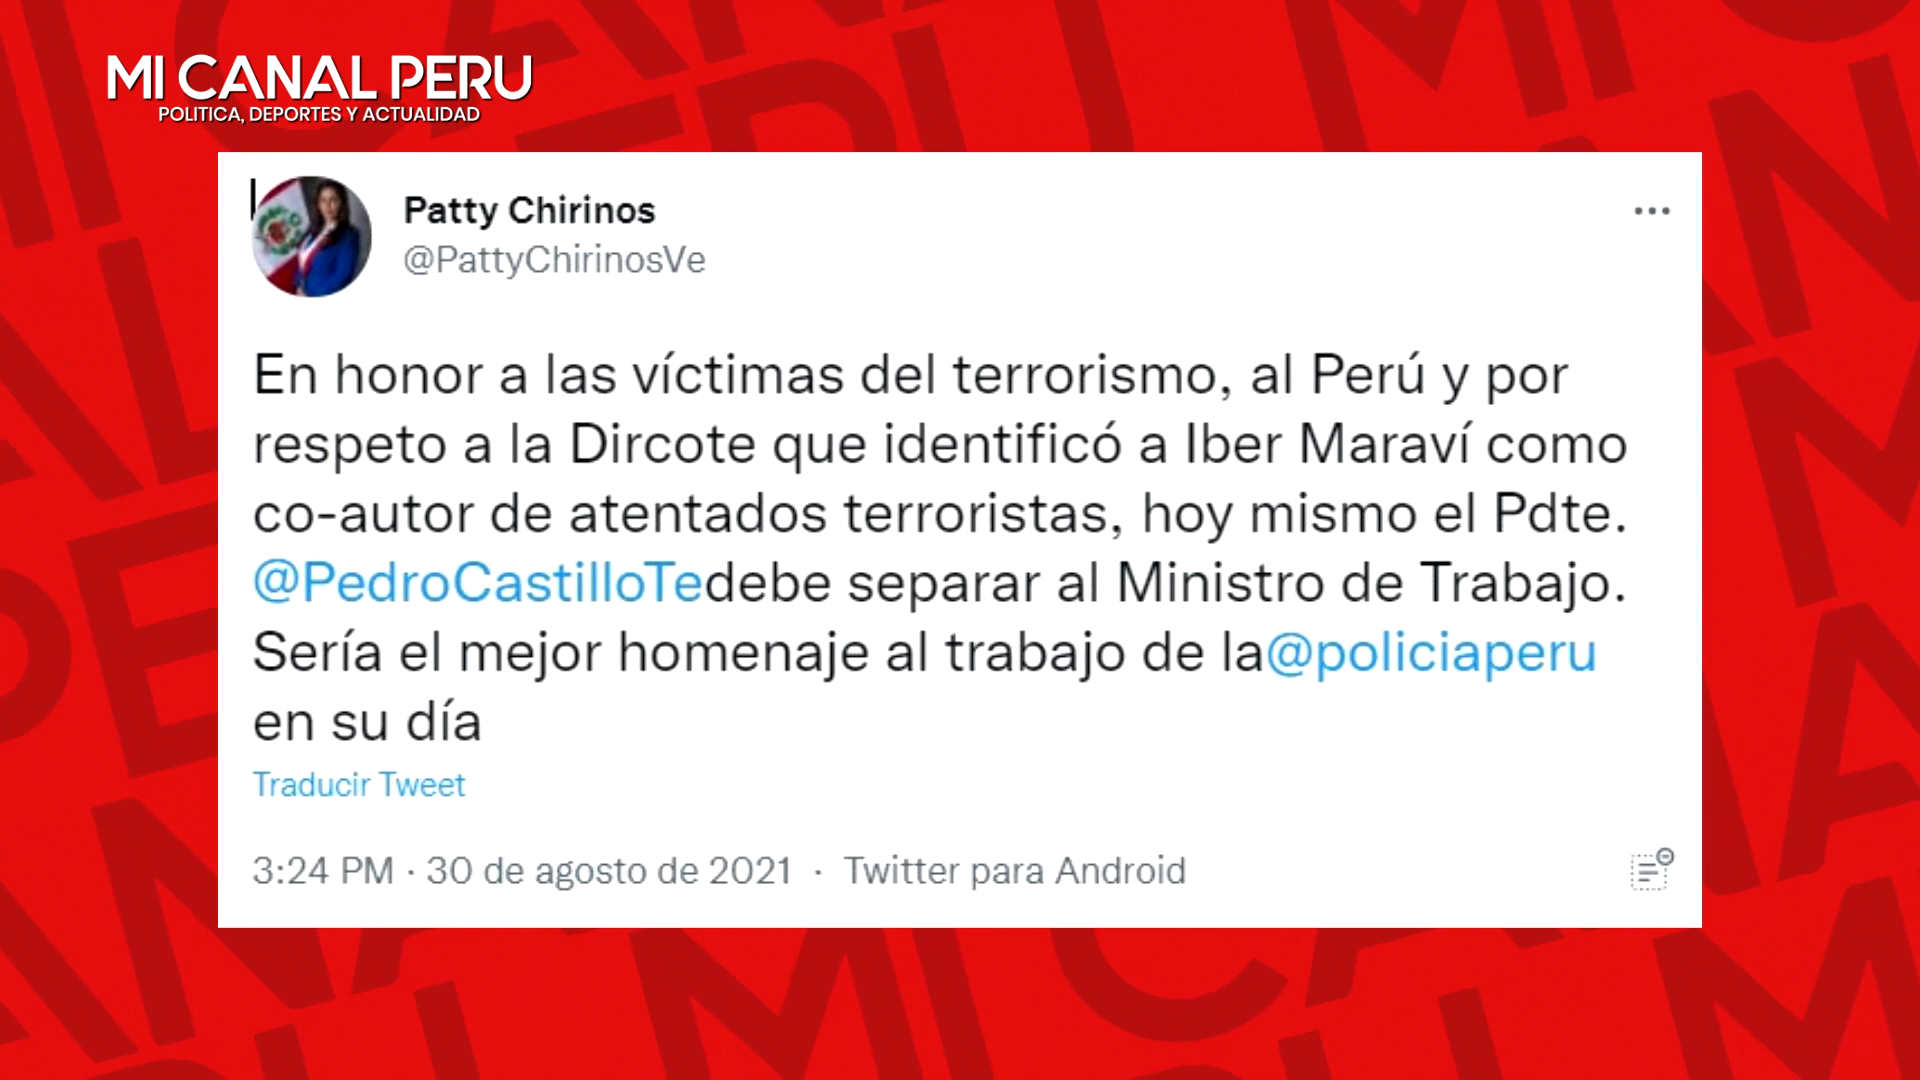 MI CANAL PERU
POLITICA, DEPORTES Y ACTUALIDAD
Patty Chirinos
@PattyChirinosVe
En honor a las víctimas del terrorismo, al Perú y por
respeto a la Dircote que identificó a Iber Maraví como
co-autor de atentados terroristas, hoy mismo el Pdte.
@PedroCastilloTedebe separar al Ministro de Trabajo.
Sería el mejor homenaje al trabajo de la@policiaperu
en su día
Traducir Tweet
3:24 PM · 30 de agosto de 2021 · Twitter para Android